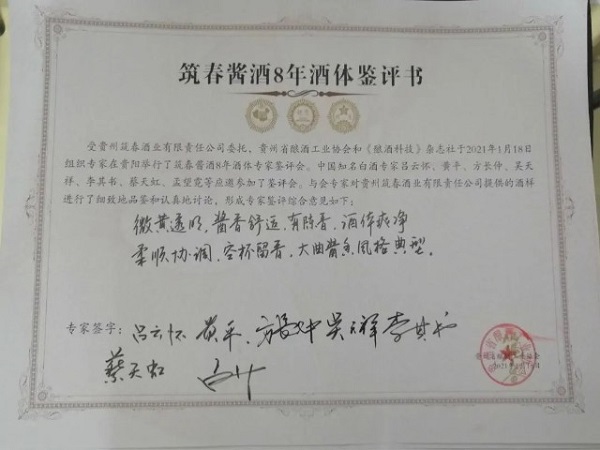 筑春酱酒8年酒体鉴评书
受贵州筑春酒业有限责任公司委托，贵州省酿酒工业协会和《酿酒科技》杂志社于2021年1月18日
组织专家在贵阳举行了筑春酱酒8年酒体专家鉴评会。中国知名白酒专家吕云怀、黄平、方长仲、吴天
祥、李其书、蔡天虹、孟望霓等应邀参加了鉴评会。与会专家对贵州筑春酒业有限责任公司提供的酒样
进行了细致地品鉴和认真地讨论，形成专家鉴评综合意见如下：
微黄透明，酱香舒适，有陈香，酒体爽净
柔顺协调，空杯留香，大曲酱香风格典型。
专家签字：吕云怀 黄平、方长仲 吴天祥 李其书
蔡天虹